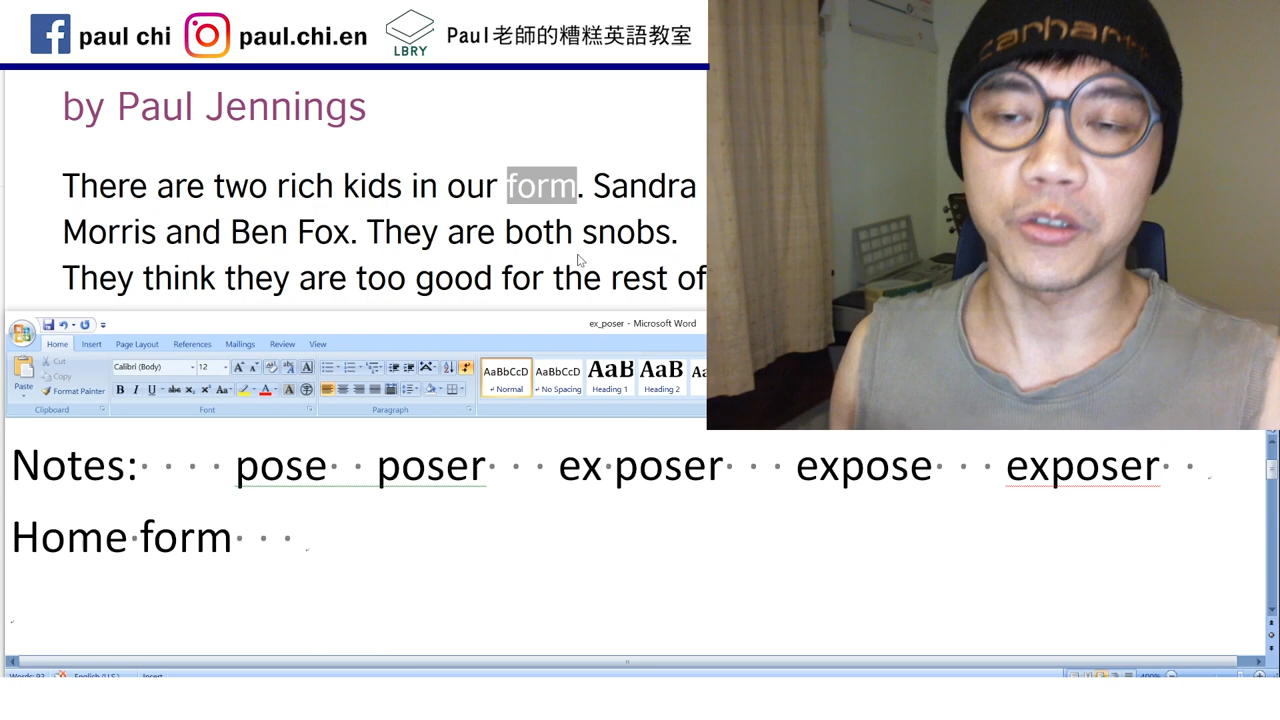 paul chi paul.chi.en LBRY Paul老師的糟糕英語教室
carhartt
by Paul Jennings
There are two rich kids in our form. Sandra
Morris and Ben Fox. They are both snobs.
They think they are too good for the rest of
ex_poser - Microsoft Word
Home Insert Page Layout References Mailings Review View
Paste Cut Copy Format Painter
Calibri (Body) 12
AaBbCcD AaBbCcD AaB AaB
Normal No Spacing Heading 1 Heading 2
Clipboard Font Paragraph
Notes: pose poser ex poser expose exposer
Home form